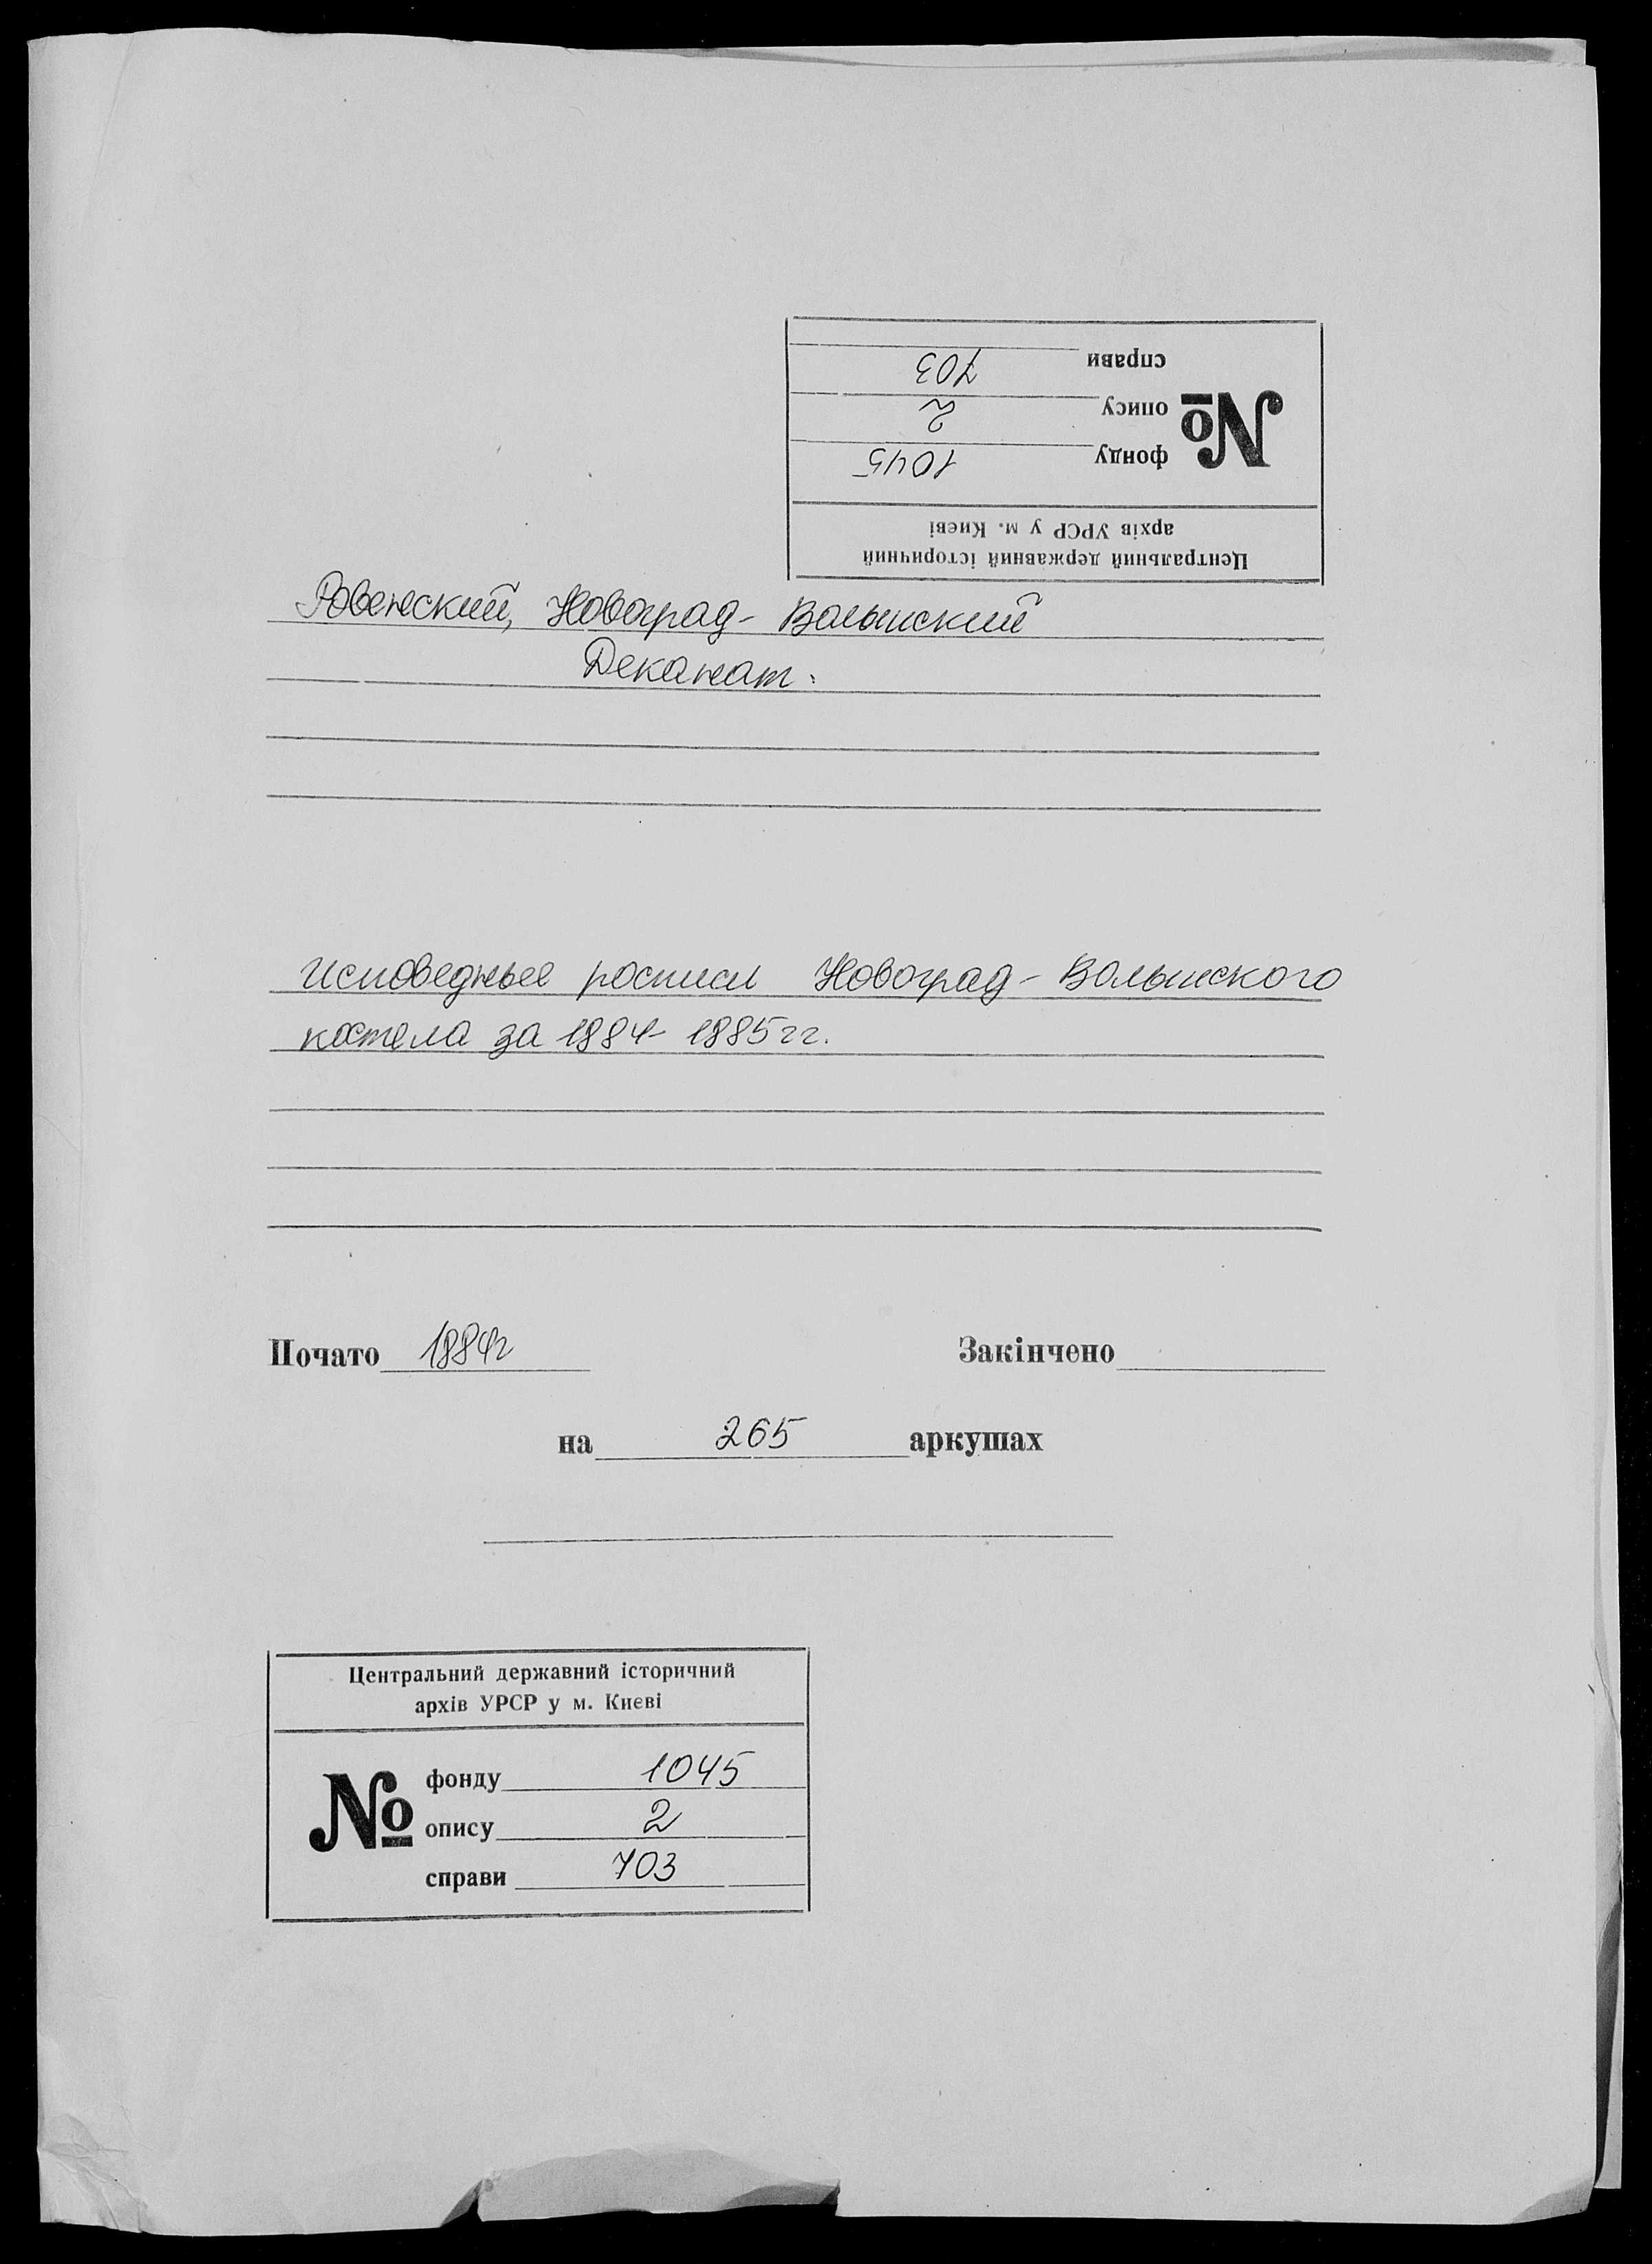 справи 703
опису 2
№
фонду 1045
Центральний державний історичний
архів УРСР у м. Києві
Ровенский, Новоград-Волынский
Деканат.
Исповедные росписи Новоград-Волынского
костела за 1884-1885 гг.
Почато 1884г Закінчено
на 265 аркушах
Центральний державний історичний
архів УРСР у м. Києві
№
фонду 1045
опису 2
справи 703